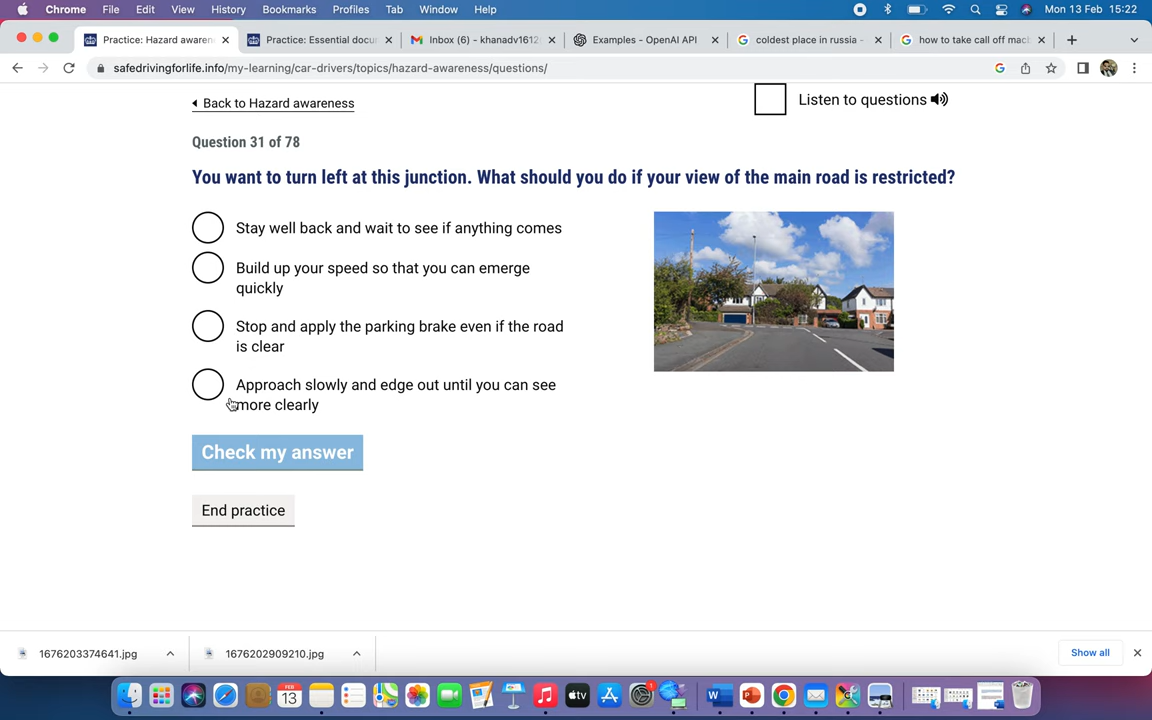 Chrome File Edit View History Bookmarks Profiles Tab Window Help Mon 13 Feb 15:22
Practice: Hazard awaren Practice: Essential docu Inbox (6) - khanadv1612 Examples - OpenAI API coldest place in russia - how to take call off mac
safedrivingforlife.info/my-learning/car-drivers/topics/hazard-awareness/questions/
Back to Hazard awareness
Listen to questions
Question 31 of 78
You want to turn left at this junction. What should you do if your view of the main road is restricted?
Stay well back and wait to see if anything comes
Build up your speed so that you can emerge
quickly
Stop and apply the parking brake even if the road
is clear
Approach slowly and edge out until you can see
more clearly
Check my answer
End practice
1676203374641.jpg 1676202909210.jpg Show all
FEB
13
tv
1